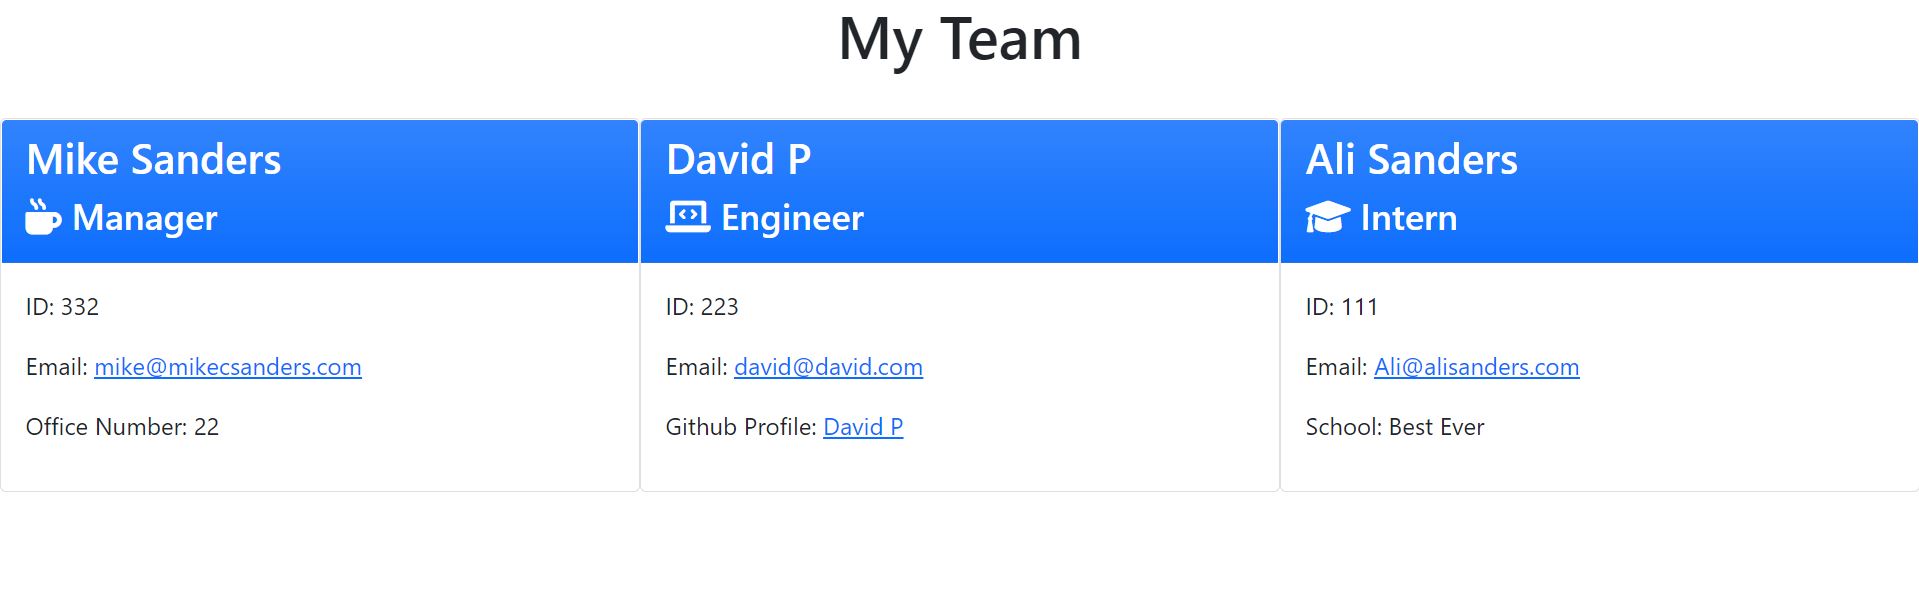 My Team
Mike Sanders
Manager
ID: 332
Email: mike@mikecsanders.com
Office Number: 22
David P
Engineer
ID: 223
Email: david@david.com
Github Profile: David P
Ali Sanders
Intern
ID: 111
Email: Ali@alisanders.com
School: Best Ever